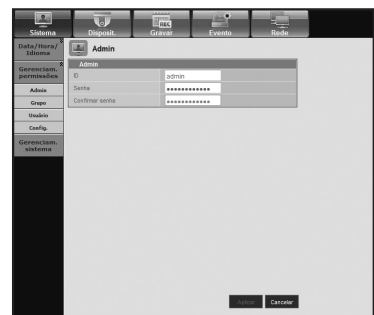 Sistema
Disposit.
Gravar
Evento
Rede
Data/Hora/
Idioma
Gerenciam.
permissões
Admin
Grupo
Usuário
Config.
Gerenciam.
sistema
Admin
Admin
ID
admin
Senha
Confirmar senha
Aplicar
Cancelar